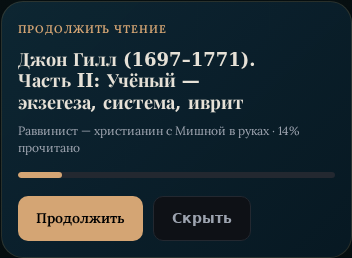 ПРОДОЛЖИТЬ ЧТЕНИЕ
Джон Гилл (1697–1771).
Часть II: Учёный —
экзегеза, система, иврит
Раввинист — христианин с Мишной в руках · 14%
прочитано
Продолжить
Скрыть